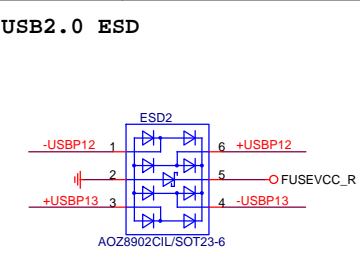 USB2.0 ESD
ESD2
-USBP12 1 6 +USBP12
2 5 FUSEVCC_R
+USBP13 3 4 -USBP13
AOZ8902CIL/SOT23-6